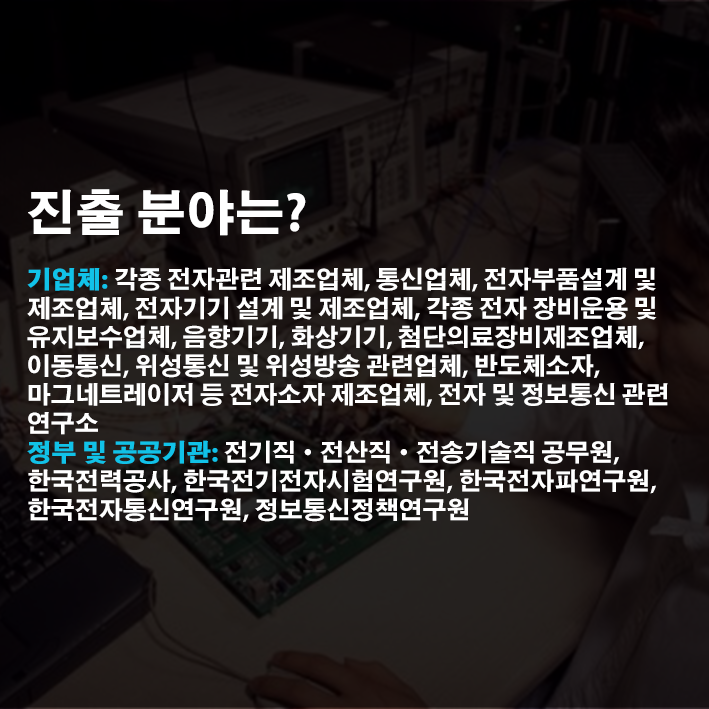 진출 분야는?
기업체: 각종 전자관련 제조업체, 통신업체, 전자부품설계 및
제조업체, 전자기기 설계 및 제조업체, 각종 전자 장비운용 및
유지보수업체, 음향기기, 화상기기, 첨단의료장비제조업체,
이동통신, 위성통신 및 위성방송 관련업체, 반도체소자,
마그네트레이저 등 전자소자 제조업체, 전자 및 정보통신 관련
연구소
정부 및 공공기관: 전기직·전산직·전송기술직 공무원,
한국전력공사, 한국전기전자시험연구원, 한국전자파연구원,
한국전자통신연구원, 정보통신정책연구원